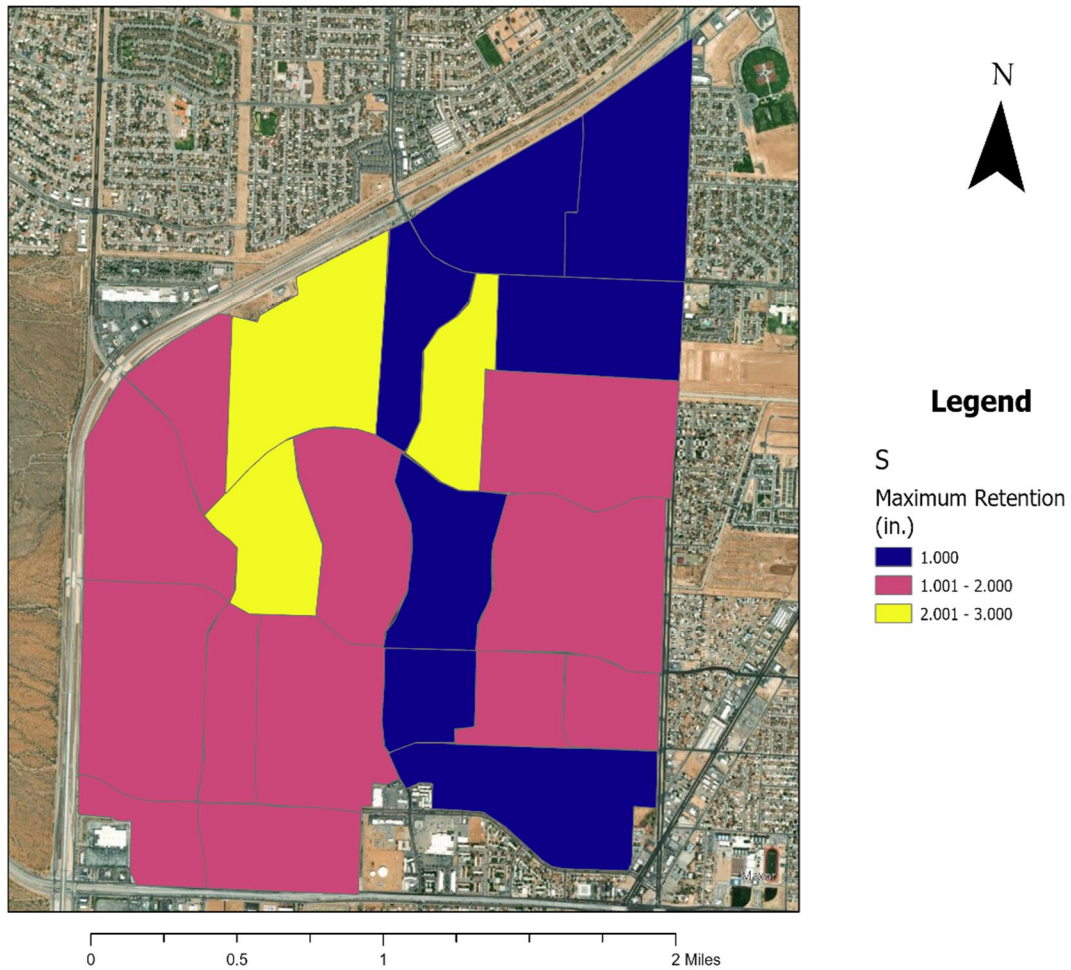 N
Legend
S
Maximum Retention
(in.)
1.000
1.001 - 2.000
2.001 - 3.000
0 0.5 1 2 Miles